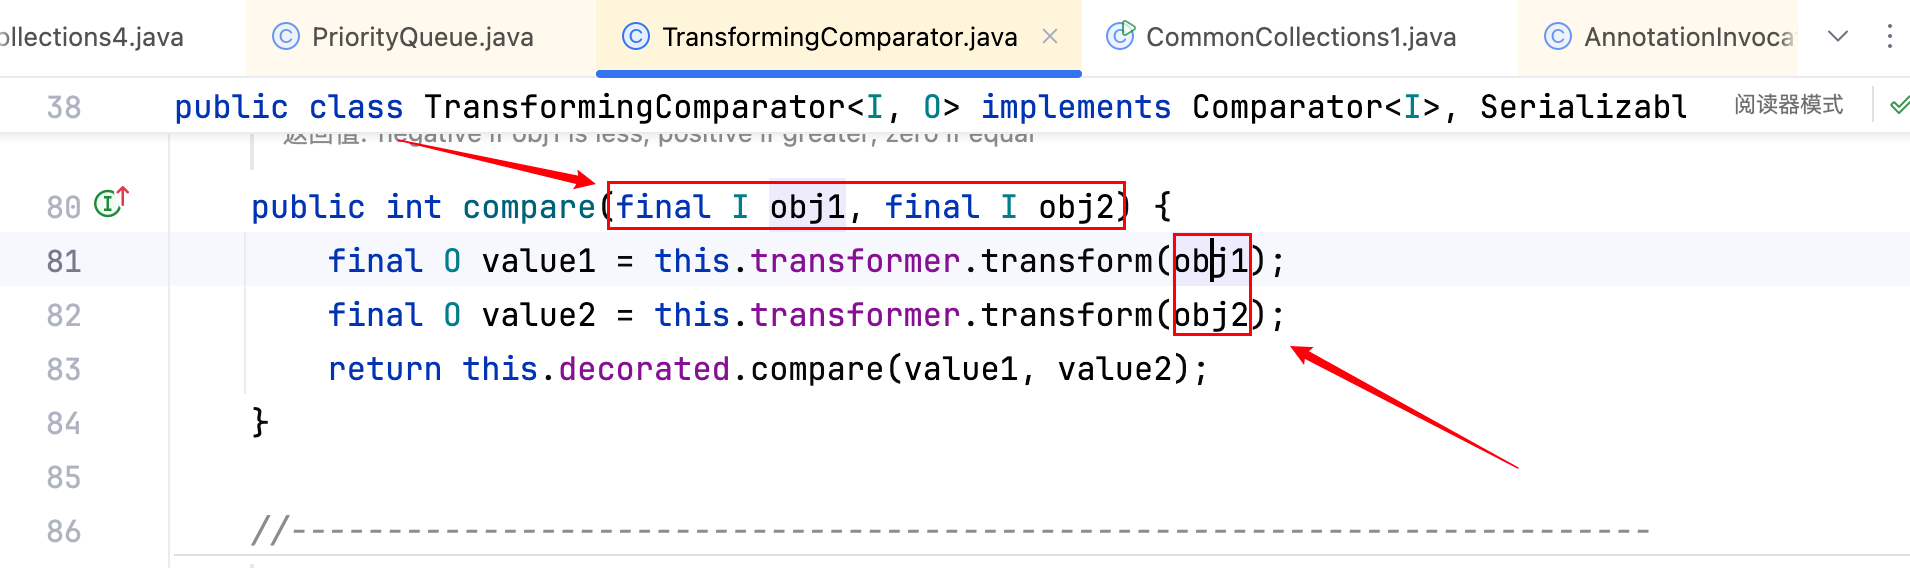 ollections4.java PriorityQueue.java TransformingComparator.java CommonCollections1.java AnnotationInvoca
38 public class TransformingComparator<I, O> implements Comparator<I>, Serializabl 阅读器模式
返回值: negative if obj1 is less, positive if greater, zero if equal
80 public int compare(final I obj1, final I obj2) {
81 final O value1 = this.transformer.transform(obj1);
82 final O value2 = this.transformer.transform(obj2);
83 return this.decorated.compare(value1, value2);
84 }
85
86 //-----------------------------------------------------------------------